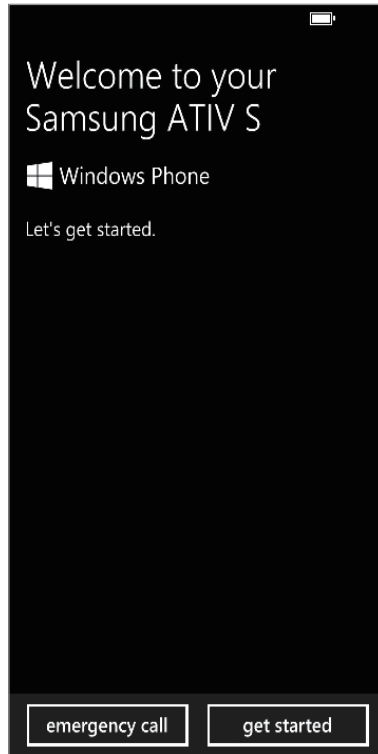 Welcome to your
Samsung ATIV S
Windows Phone
Let's get started.
emergency call
get started